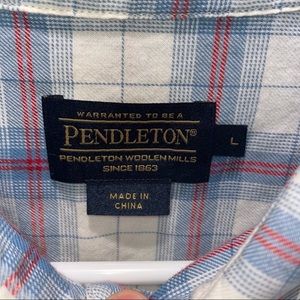 WARRANTED TO BE A
PENDLETON®
PENDLETON WOOLEN MILLS
SINCE 1863
L
MADE IN
CHINA